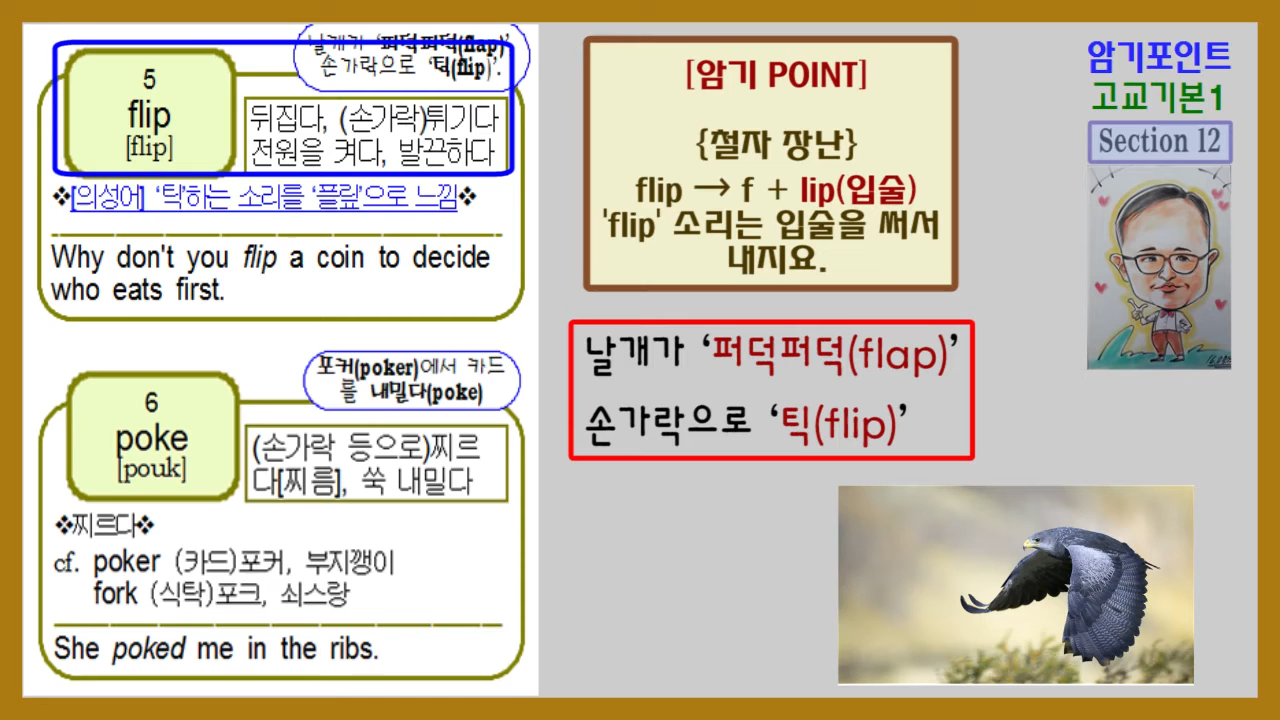 날개가 ‘퍼덕퍼덕(flap)’
손가락으로 ‘틱(flip)’.
5
flip
[flip]
뒤집다, (손가락)튀기다
전원을 켜다, 발끈하다
❖[의성어] ‘탁’하는 소리를 ‘플맆’으로 느낌❖
Why don't you flip a coin to decide
who eats first.
포커(poker)에서 카드
를 내밀다(poke)
6
poke
[pouk]
(손가락 등으로)찌르
다[찌름], 쑥 내밀다
❖찌르다❖
cf. poker (카드)포커, 부지깽이
fork (식탁)포크, 쇠스랑
She poked me in the ribs.
[암기 POINT]
{철자 장난}
flip → f + lip(입술)
'flip' 소리는 입술을 써서
내지요.
날개가 ‘퍼덕퍼덕(flap)’
손가락으로 ‘틱(flip)’
암기포인트
고교기본1
Section 12